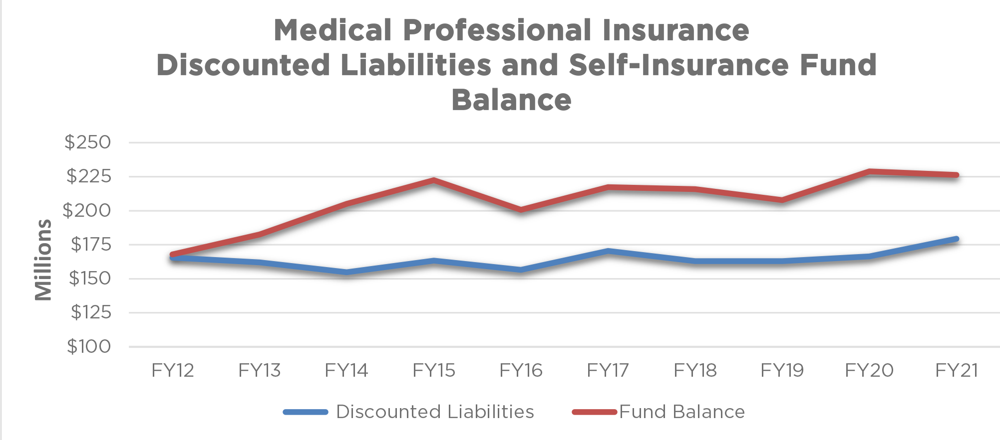 Medical Professional Insurance
Discounted Liabilities and Self-Insurance Fund
Balance
Millions
$250
$225
$200
$175
$150
$125
$100
FY12 FY13 FY14 FY15 FY16 FY17 FY18 FY19 FY20 FY21
Discounted Liabilities Fund Balance